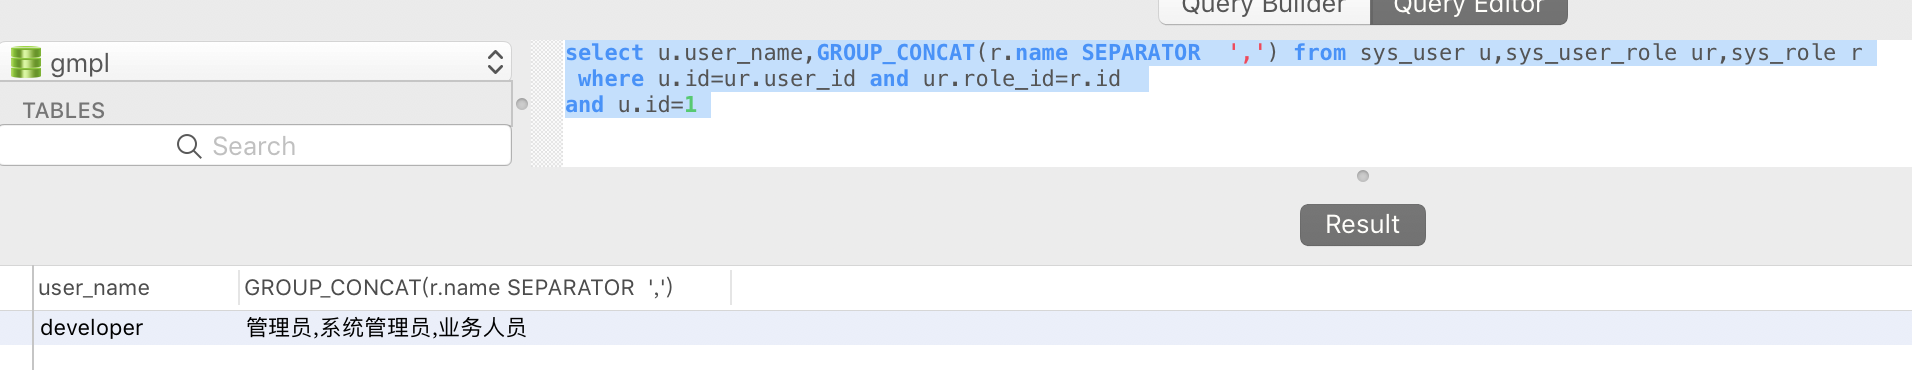 Query Builder Query Editor
gmpl
TABLES
Search
select u.user_name,GROUP_CONCAT(r.name SEPARATOR  ',') from sys_user u,sys_user_role ur,sys_role r
where u.id=ur.user_id and ur.role_id=r.id
and u.id=1
Result
user_name GROUP_CONCAT(r.name SEPARATOR  ',')
developer 管理员,系统管理员,业务人员